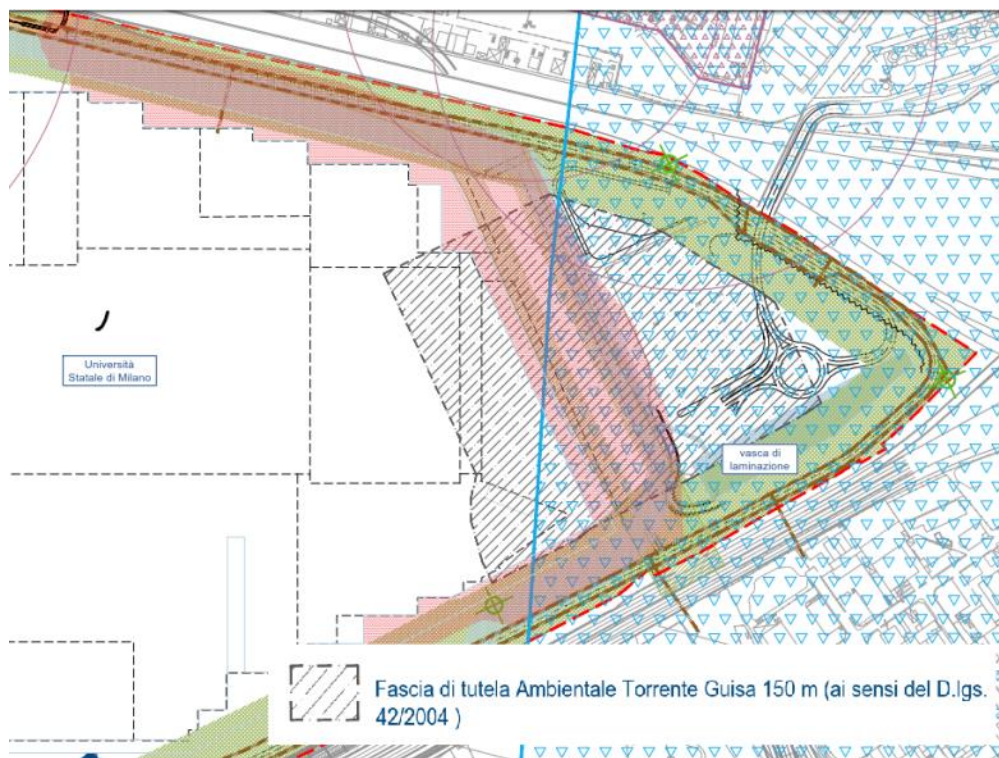 Università
Statale di Milano
vasca di
laminazione
Fascia di tutela Ambientale Torrente Guisa 150 m (ai sensi del D.lgs.
42/2004 )